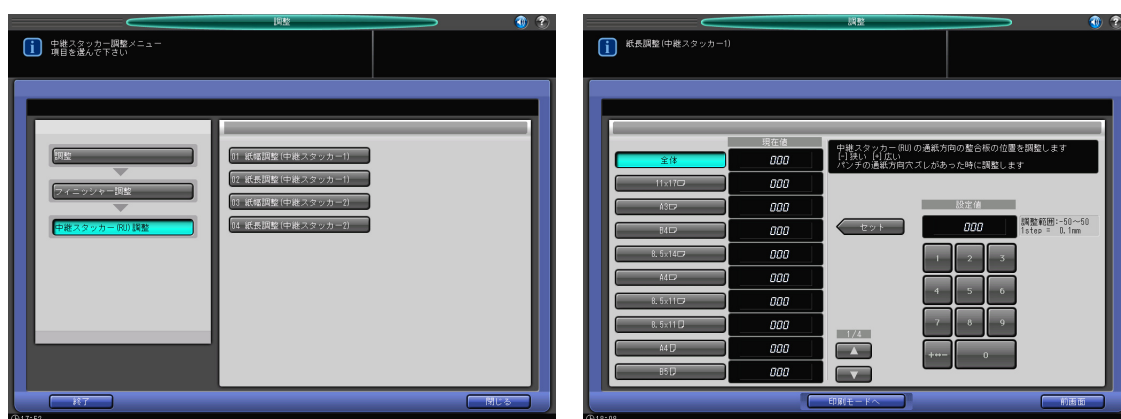 調整
中継スタッカー調整メニュー
項目を選んで下さい
調整
フィニッシャー調整
中継スタッカー(RU)調整
01 紙幅調整(中継スタッカー1)
02 紙長調整(中継スタッカー1)
03 紙幅調整(中継スタッカー2)
04 紙長調整(中継スタッカー2)
終了
閉じる
17:52
調整
紙長調整(中継スタッカー1)
現在値
全体 000
11x17 000
A3 000
B4 000
8.5x14 000
A4 000
8.5x11 000
8.5x11 000
A4 000
B5 000
中継スタッカー(RU)の通紙方向の整合板の位置を調整します
[-]狭い [+]広い
パンチの通紙方向穴ズレがあった時に調整します
設定値
セット
000
調整範囲:-50～50
1step = 0.1mm
1 2 3
4 5 6
7 8 9
+↔- 0
1/4
印刷モードへ
前画面
18:08